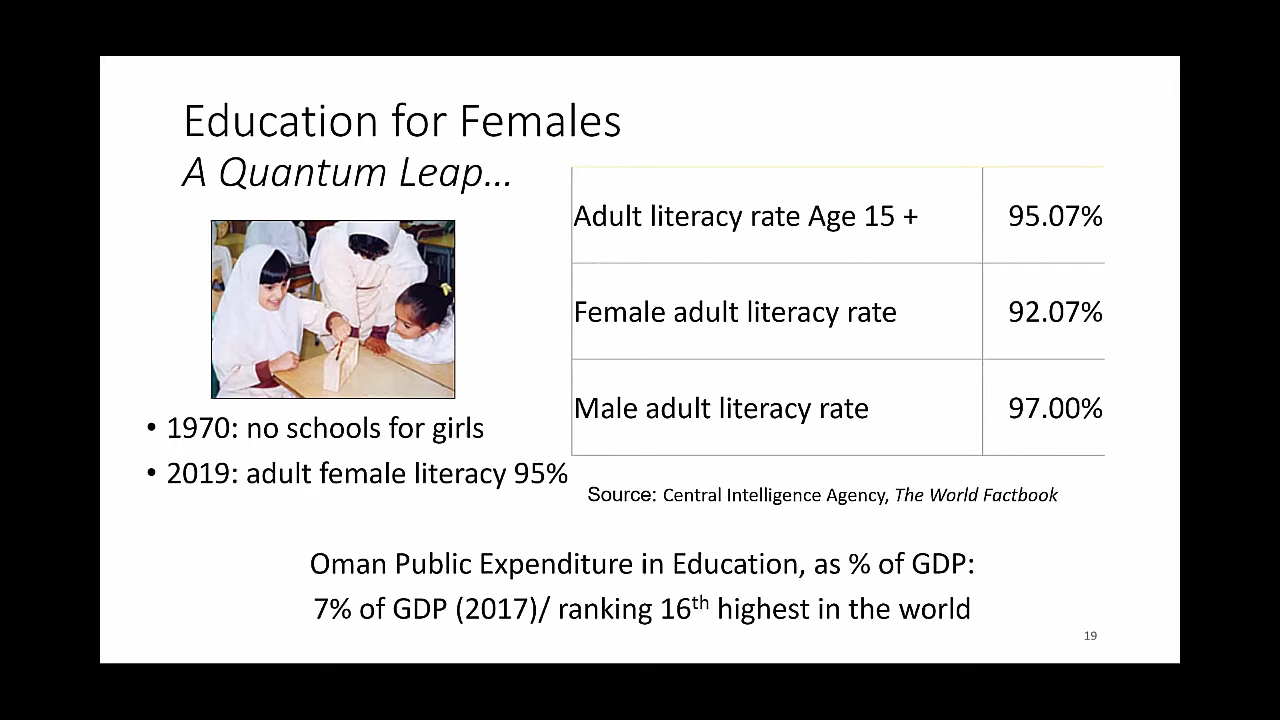 Education for Females
A Quantum Leap...
Adult literacy rate Age 15 + 95.07%
Female adult literacy rate 92.07%
Male adult literacy rate 97.00%
• 1970: no schools for girls
• 2019: adult female literacy 95%
Source: Central Intelligence Agency, The World Factbook
Oman Public Expenditure in Education, as % of GDP:
7% of GDP (2017)/ ranking 16th highest in the world
19